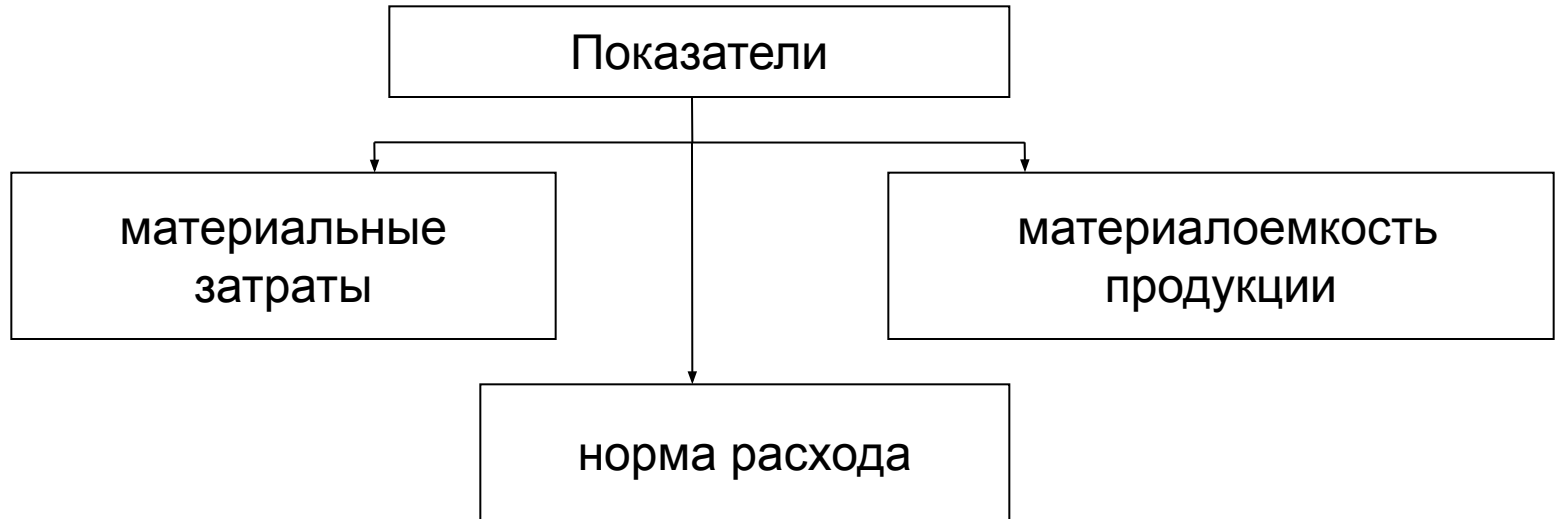 Показатели
материальные
затраты
материалоемкость
продукции
норма расхода